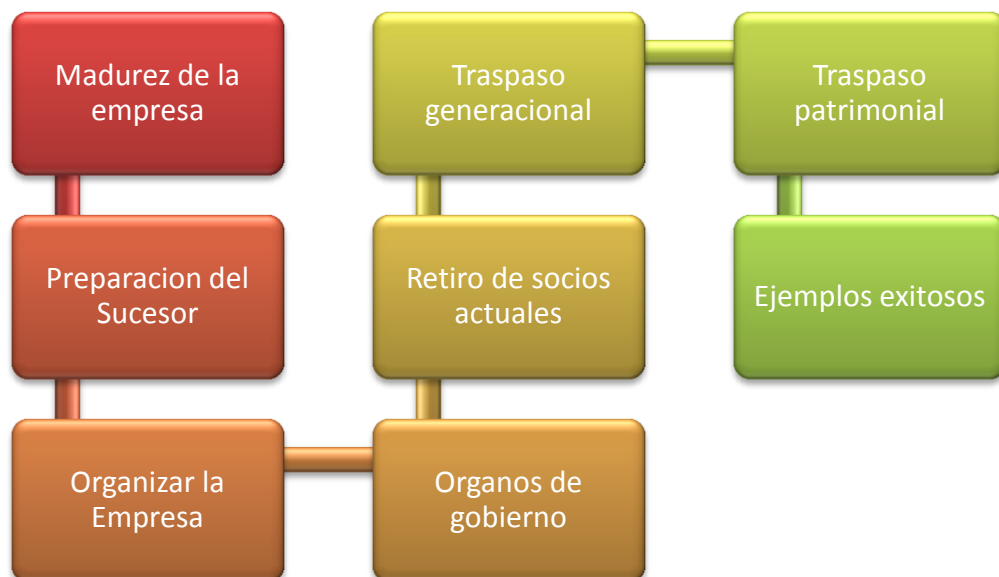 Madurez de la
empresa
Preparacion del
Sucesor
Organizar la
Empresa
Organos de
gobierno
Retiro de socios
actuales
Traspaso
generacional
Traspaso
patrimonial
Ejemplos exitosos